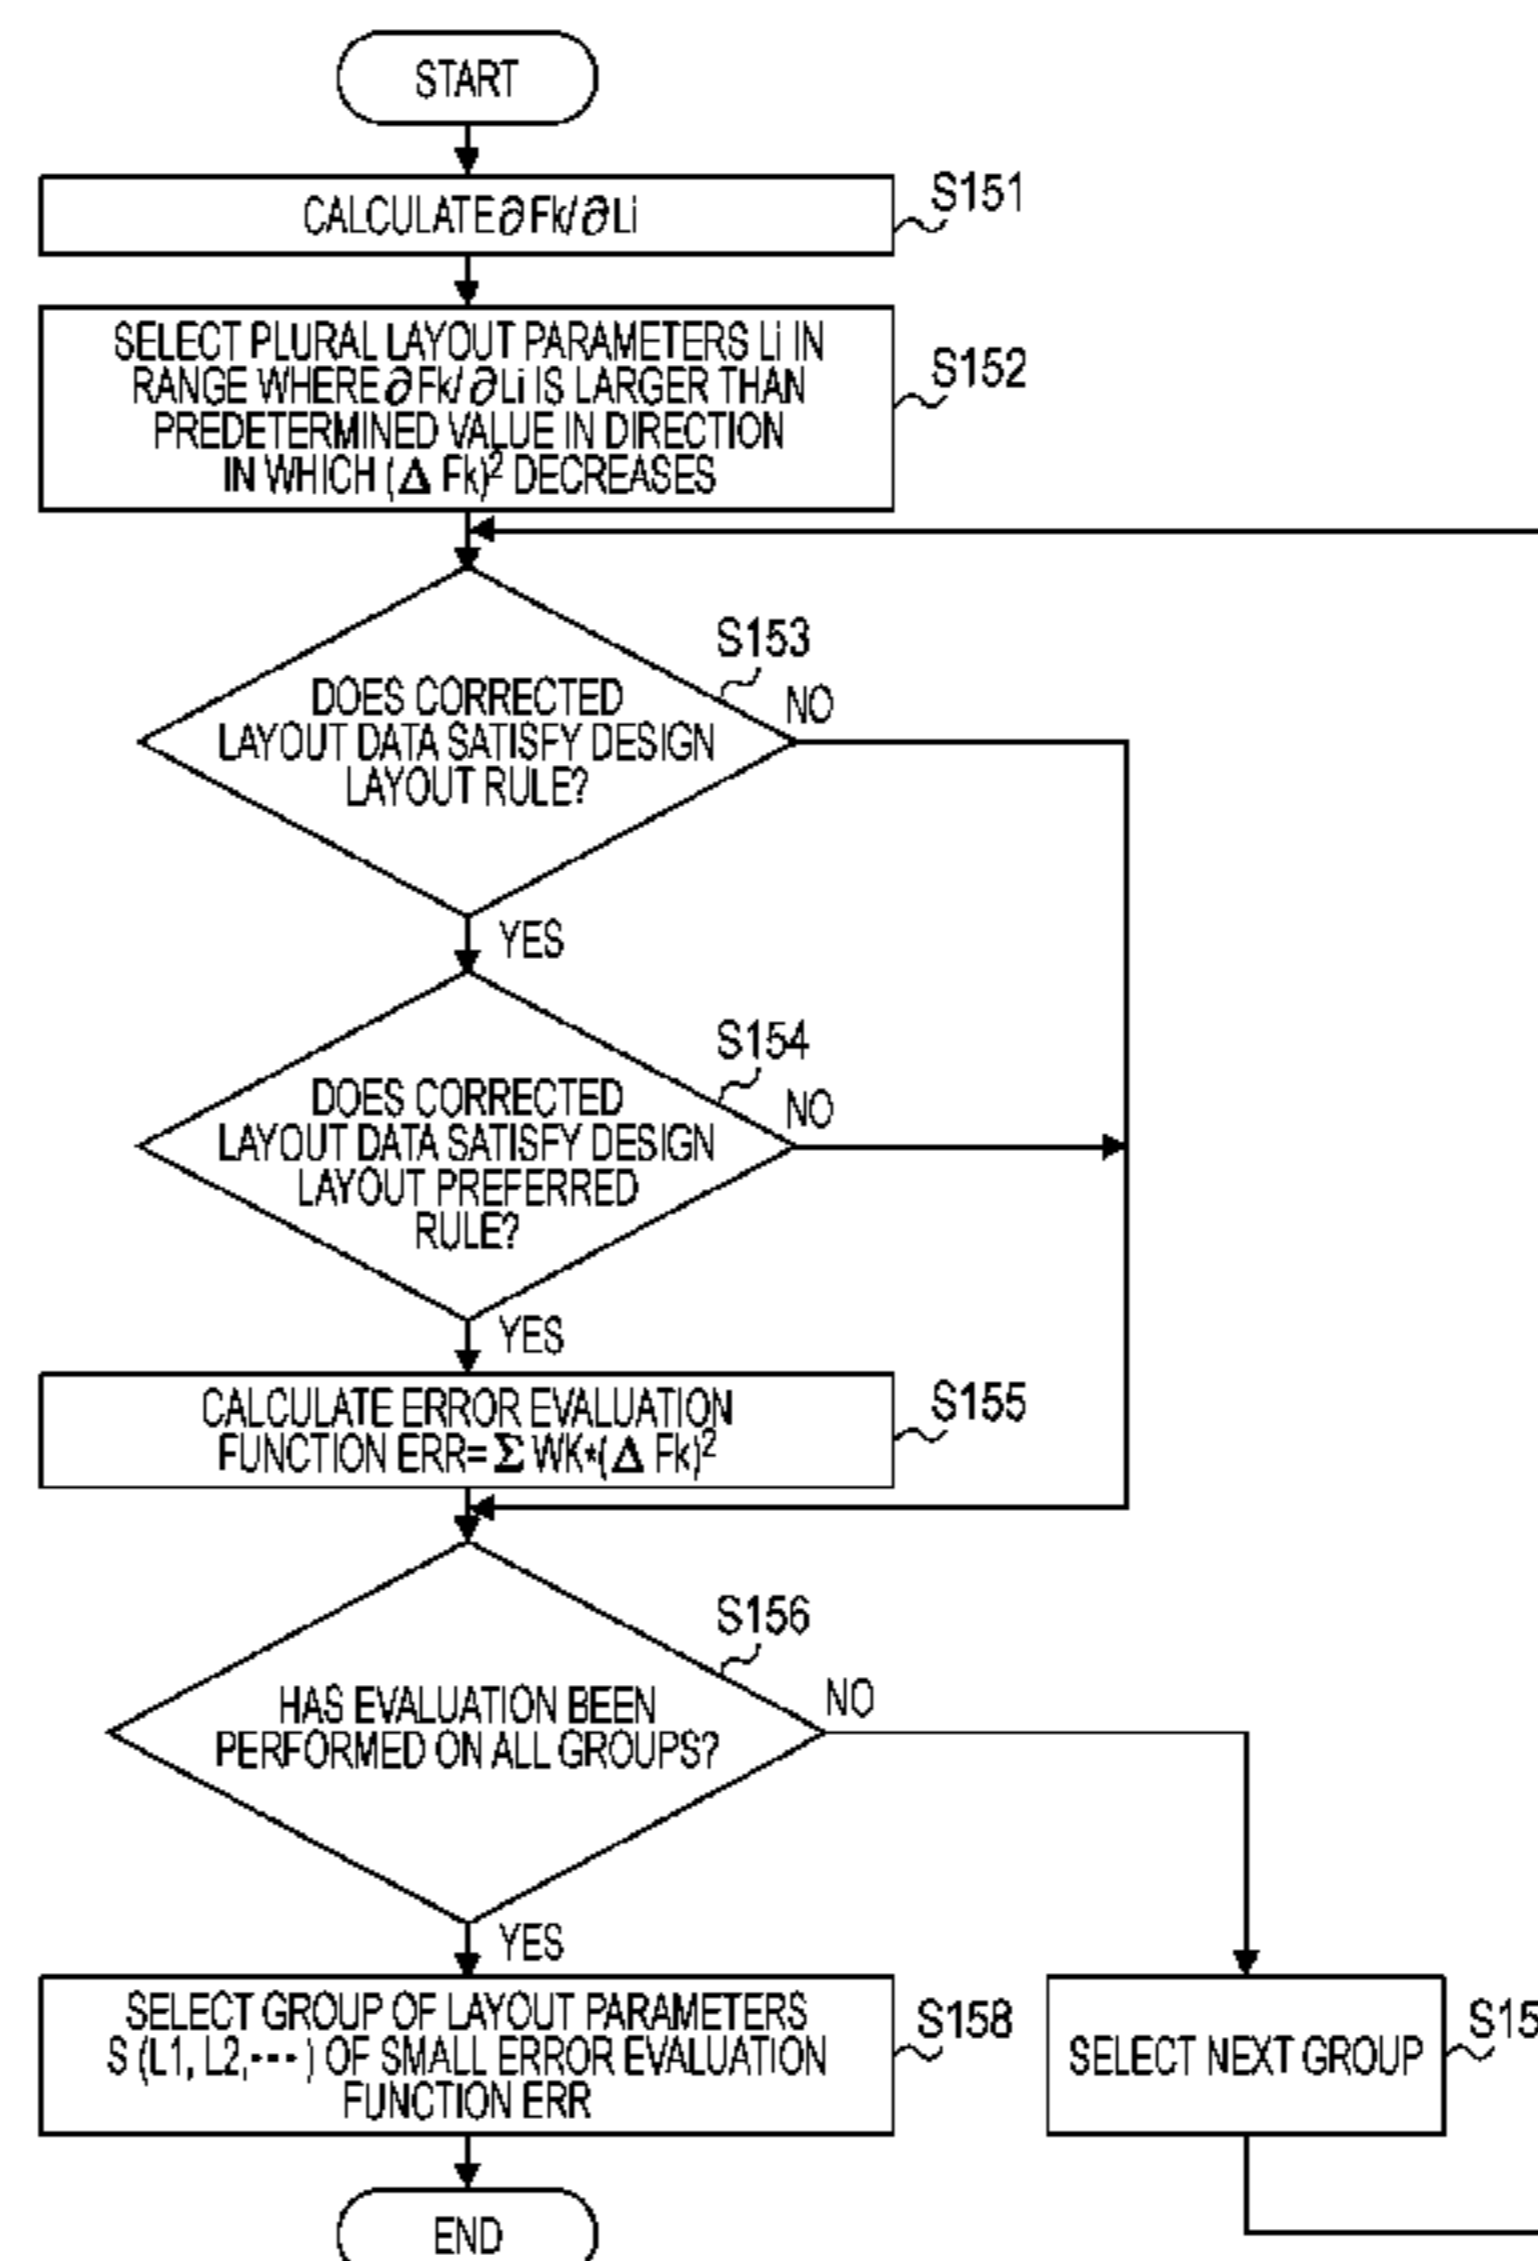 START
CALCULATE ∂Fk/∂Li
S151
SELECT PLURAL LAYOUT PARAMETERS Li IN
RANGE WHERE ∂Fk/∂Li IS LARGER THAN
PREDETERMINED VALUE IN DIRECTION
IN WHICH (Δ Fk)² DECREASES
S152
S153
DOES CORRECTED
LAYOUT DATA SATISFY DESIGN
LAYOUT RULE?
NO
YES
S154
DOES CORRECTED
LAYOUT DATA SATISFY DESIGN
LAYOUT PREFERRED
RULE?
NO
YES
CALCULATE ERROR EVALUATION
FUNCTION ERR=Σ WK*(Δ Fk)²
S155
S156
HAS EVALUATION BEEN
PERFORMED ON ALL GROUPS?
NO
YES
SELECT GROUP OF LAYOUT PARAMETERS
S (L1, L2,---) OF SMALL ERROR EVALUATION
FUNCTION ERR
S158
SELECT NEXT GROUP
END